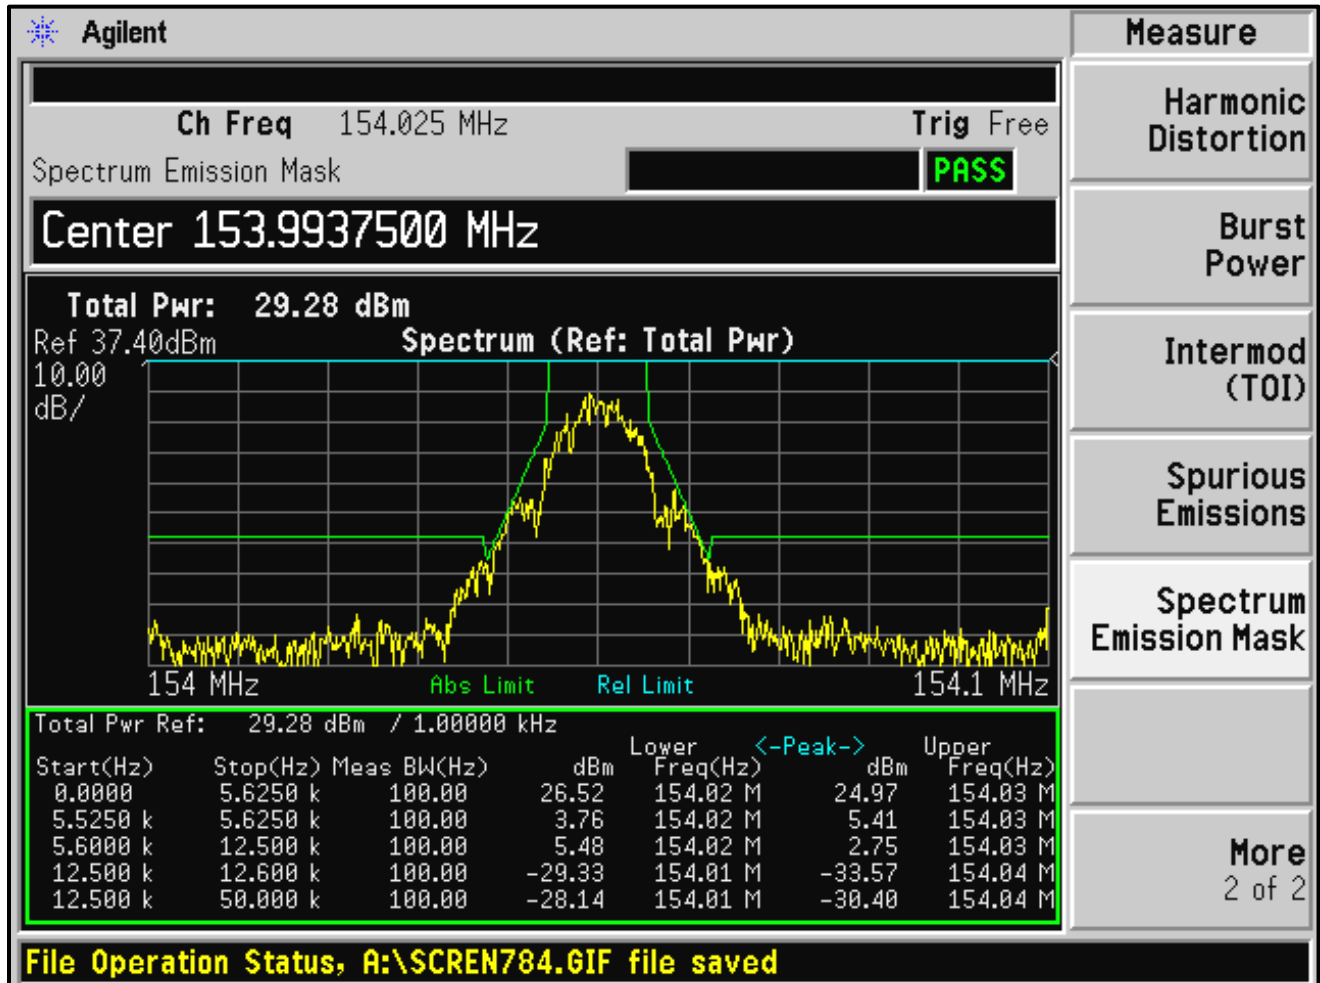 Agilent
Measure
Ch Freq 154.025 MHz Trig Free
Spectrum Emission Mask PASS
Center 153.9937500 MHz
Total Pwr: 29.28 dBm
Ref 37.40dBm Spectrum (Ref: Total Pwr)
10.00
dB/
154 MHz Abs Limit Rel Limit 154.1 MHz
Total Pwr Ref: 29.28 dBm / 1.00000 kHz
Lower <-Peak-> Upper
Start(Hz) Stop(Hz) Meas BW(Hz) dBm Freq(Hz) dBm Freq(Hz)
0.0000 5.6250 k 100.00 26.52 154.02 M 24.97 154.03 M
5.5250 k 5.6250 k 100.00 3.76 154.02 M 5.41 154.03 M
5.6000 k 12.500 k 100.00 5.48 154.02 M 2.75 154.03 M
12.500 k 12.600 k 100.00 -29.33 154.01 M -33.57 154.04 M
12.500 k 50.000 k 100.00 -28.14 154.01 M -30.40 154.04 M
File Operation Status, A:\SCREN784.GIF file saved
Harmonic
Distortion
Burst
Power
Intermod
(TOI)
Spurious
Emissions
Spectrum
Emission Mask
More
2 of 2